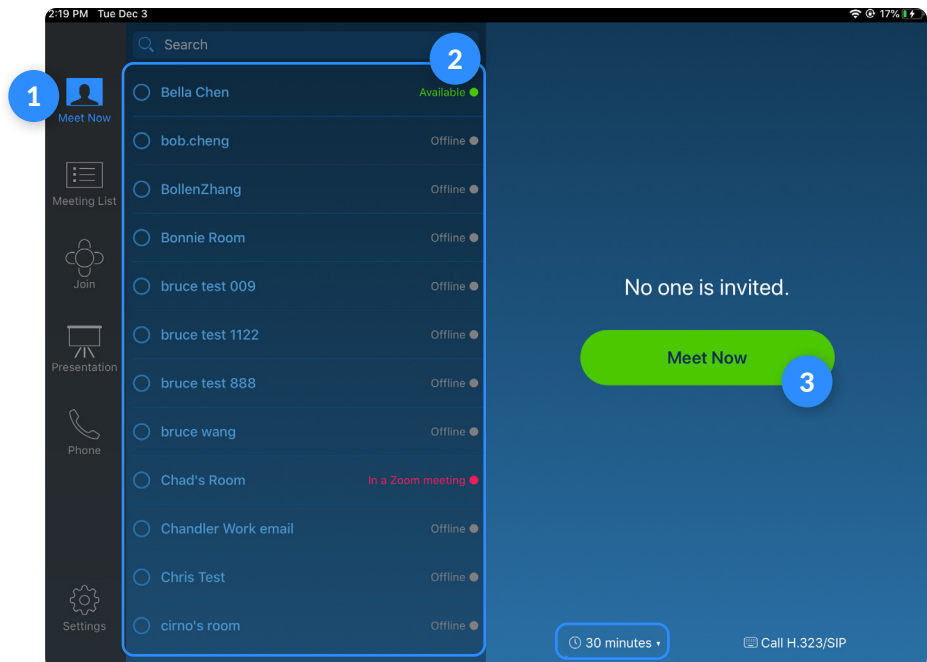 2:19 PM Tue Dec 3
17%
1
Meet Now
Meeting List
Join
Presentation
Phone
Settings
Search
2
Bella Chen Available
bob.cheng Offline
BollenZhang Offline
Bonnie Room Offline
bruce test 009 Offline
bruce test 1122 Offline
bruce test 888 Offline
bruce wang Offline
Chad's Room In a Zoom meeting
Chandler Work email Offline
Chris Test Offline
cirno's room Offline
No one is invited.
Meet Now
3
30 minutes
Call H.323/SIP